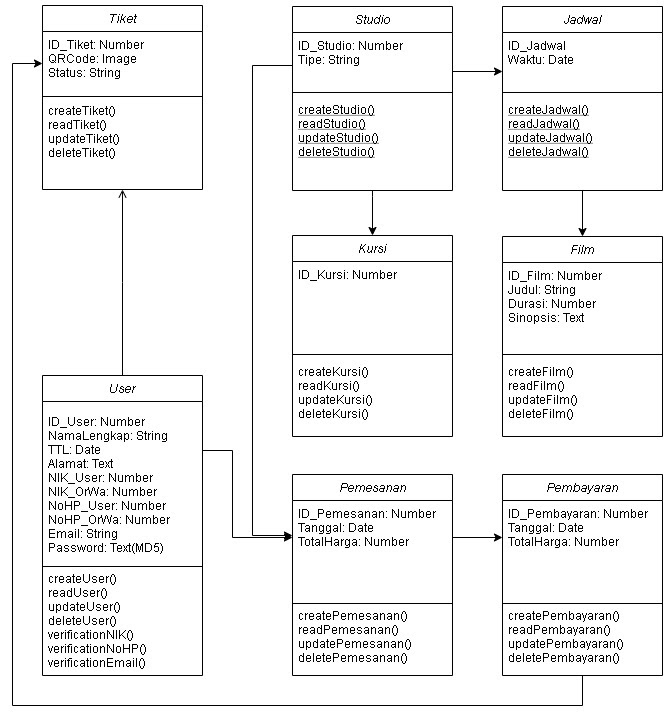 Tiket
ID_Tiket: Number
QRCode: Image
Status: String
createTiket()
readTiket()
updateTiket()
deleteTiket()
Studio
ID_Studio: Number
Tipe: String
createStudio()
readStudio()
updateStudio()
deleteStudio()
Jadwal
ID_Jadwal
Waktu: Date
createJadwal()
readJadwal()
updateJadwal()
deleteJadwal()
Kursi
ID_Kursi: Number
createKursi()
readKursi()
updateKursi()
deleteKursi()
Film
ID_Film: Number
Judul: String
Durasi: Number
Sinopsis: Text
createFilm()
readFilm()
updateFilm()
deleteFilm()
User
ID_User: Number
NamaLengkap: String
TTL: Date
Alamat: Text
NIK_User: Number
NIK_OrWa: Number
NoHP_User: Number
NoHP_OrWa: Number
Email: String
Password: Text(MD5)
createUser()
readUser()
updateUser()
deleteUser()
verificationNIK()
verificationNoHP()
verificationEmail()
Pemesanan
ID_Pemesanan: Number
Tanggal: Date
TotalHarga: Number
createPemesanan()
readPemesanan()
updatePemesanan()
deletePemesanan()
Pembayaran
ID_Pembayaran: Number
Tanggal: Date
TotalHarga: Number
createPembayaran()
readPembayaran()
updatePembayaran()
deletePembayaran()